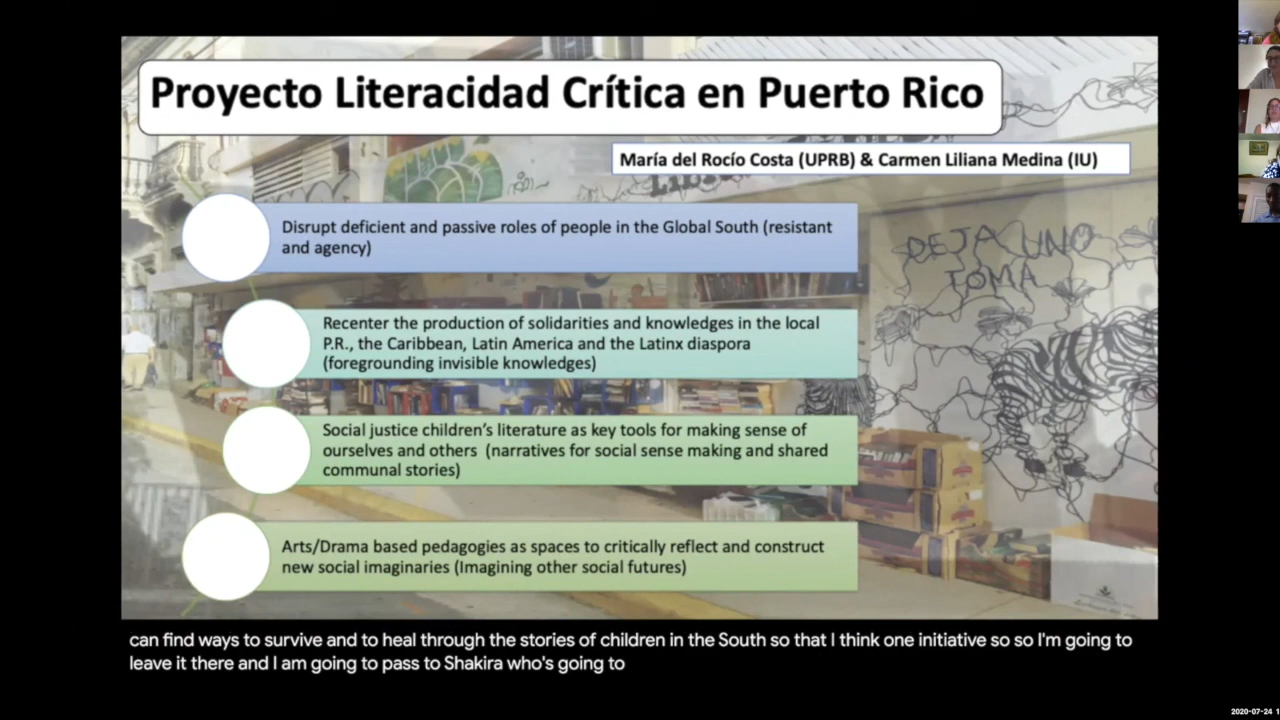 Proyecto Literacidad Crítica en Puerto Rico
María del Rocío Costa (UPRB) & Carmen Liliana Medina (IU)
Disrupt deficient and passive roles of people in the Global South (resistant
and agency)
Recenter the production of solidarities and knowledges in the local
P.R., the Caribbean, Latin America and the Latinx diaspora
(foregrounding invisible knowledges)
Social justice children's literature as key tools for making sense of
ourselves and others (narratives for social sense making and shared
communal stories)
Arts/Drama based pedagogies as spaces to critically reflect and construct
new social imaginaries (Imagining other social futures)
DEJA UNO
TOMA
can find ways to survive and to heal through the stories of children in the South so that I think one initiative so so I'm going to
leave it there and I am going to pass to Shakira who's going to
2020-07-24